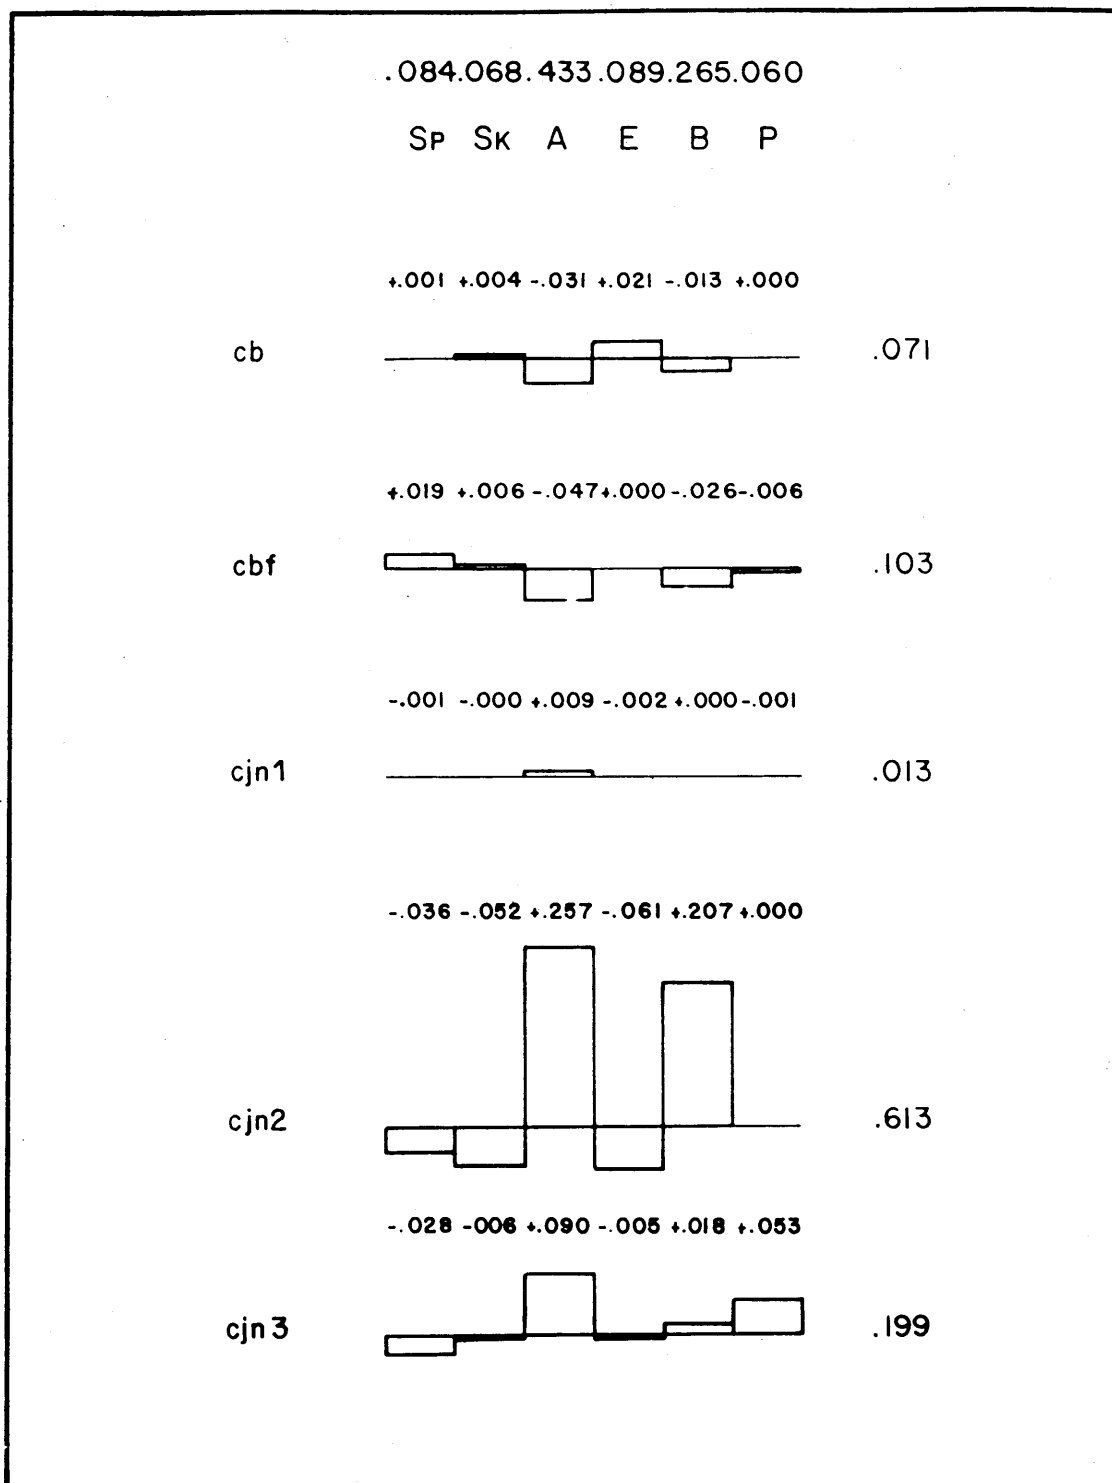 .084.068.433.089.265.060
SP SK A E B P
+.001 +.004 -.031 +.021 -.013 +.000
cb .071
+.019 +.006 -.047+.000 -.026-.006
cbf .103
-.001 -.000 +.009 -.002 +.000 -.001
cjn1 .013
-.036 -.052 +.257 -.061 +.207 +.000
cjn2 .613
-.028 -006 +.090 -.005 +.018 +.053
cjn3 .199